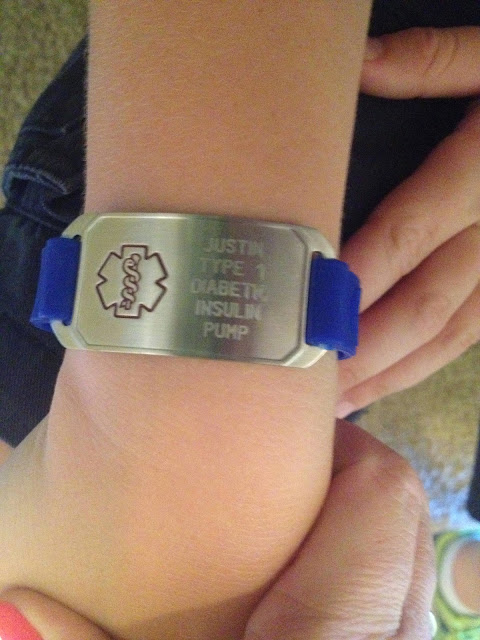 JUSTIN
TYPE 1
DIABETIC
INSULIN
PUMP